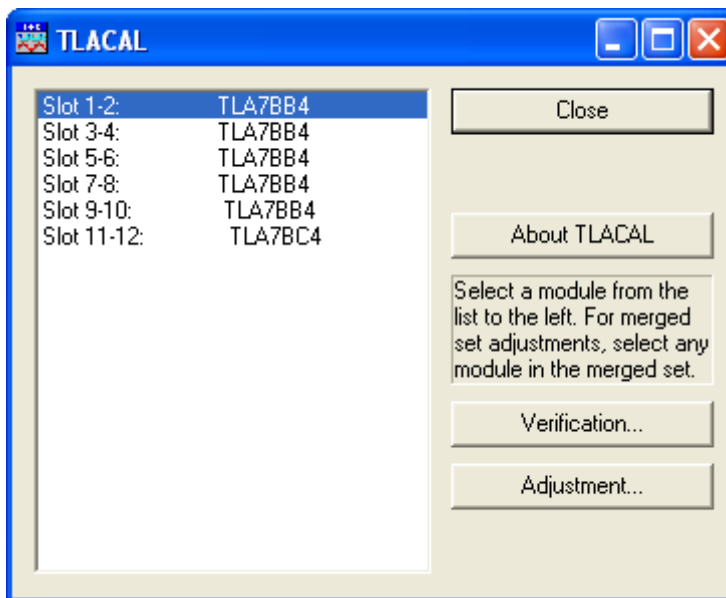 TLACAL
Slot 1-2: TLA7BB4
Slot 3-4: TLA7BB4
Slot 5-6: TLA7BB4
Slot 7-8: TLA7BB4
Slot 9-10: TLA7BB4
Slot 11-12: TLA7BC4
Close
About TLACAL
Select a module from the
list to the left. For merged
set adjustments, select any
module in the merged set.
Verification...
Adjustment...